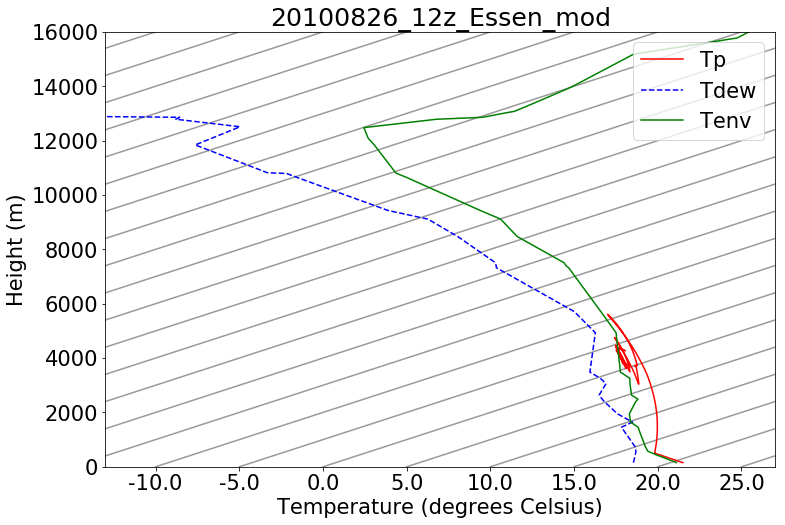 20100826_12z_Essen_mod
16000
14000
12000
10000
8000
6000
4000
2000
0
Height (m)
Tp
Tdew
Tenv
-10.0 -5.0 0.0 5.0 10.0 15.0 20.0 25.0
Temperature (degrees Celsius)